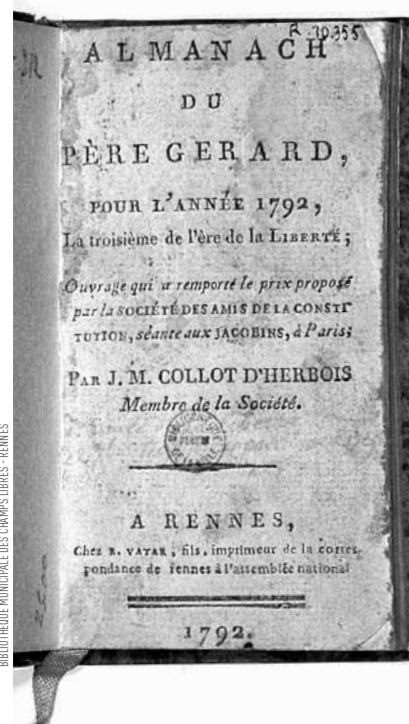 R 10.355
ALMANACH
DU
PÈRE GERARD,
POUR L'ANNÉE 1792,
La troisième de l'ère de la LIBERTÉ;
Ouvrage qui a remporté le prix proposé
par la SOCIÉTÉ DES AMIS DE LA CONSTI
TUTION, séante aux JACOBINS, à Paris;
PAR J. M. COLLOT D'HERBOIS
Membre de la Société.
A RENNES,
Chez R. VATAR, fils, imprimeur de la corres
pondance de rennes à l'assemblée national
1792.
BIBLIOTHEQUE MUNICIPALE DES CHAMPS LIBRES - RENNES